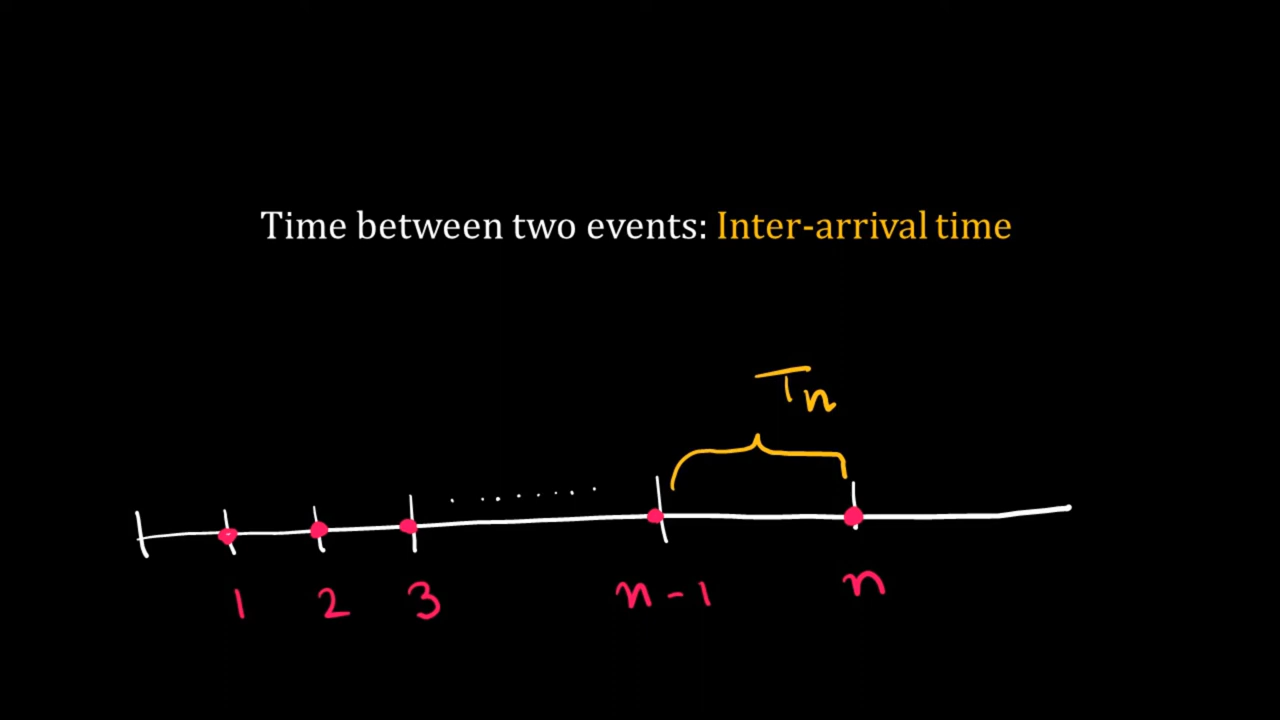 Time between two events: Inter-arrival time
Tn
.........
1 2 3 n-1 n